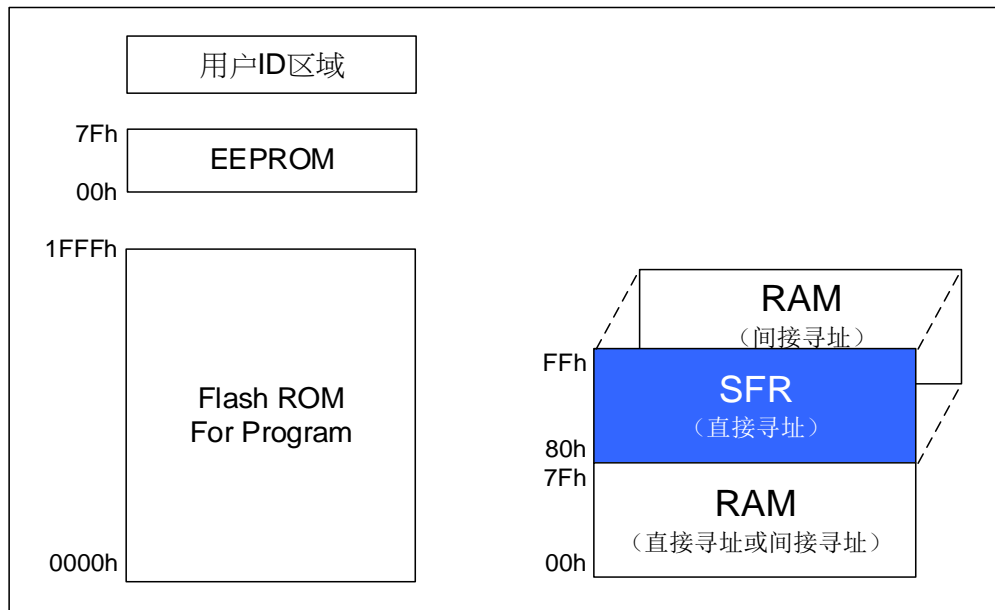 用户ID区域
7Fh
EEPROM
00h
1FFFh
Flash ROM
For Program
0000h
RAM
（间接寻址）
FFh
SFR
（直接寻址）
80h
7Fh
RAM
（直接寻址或间接寻址）
00h